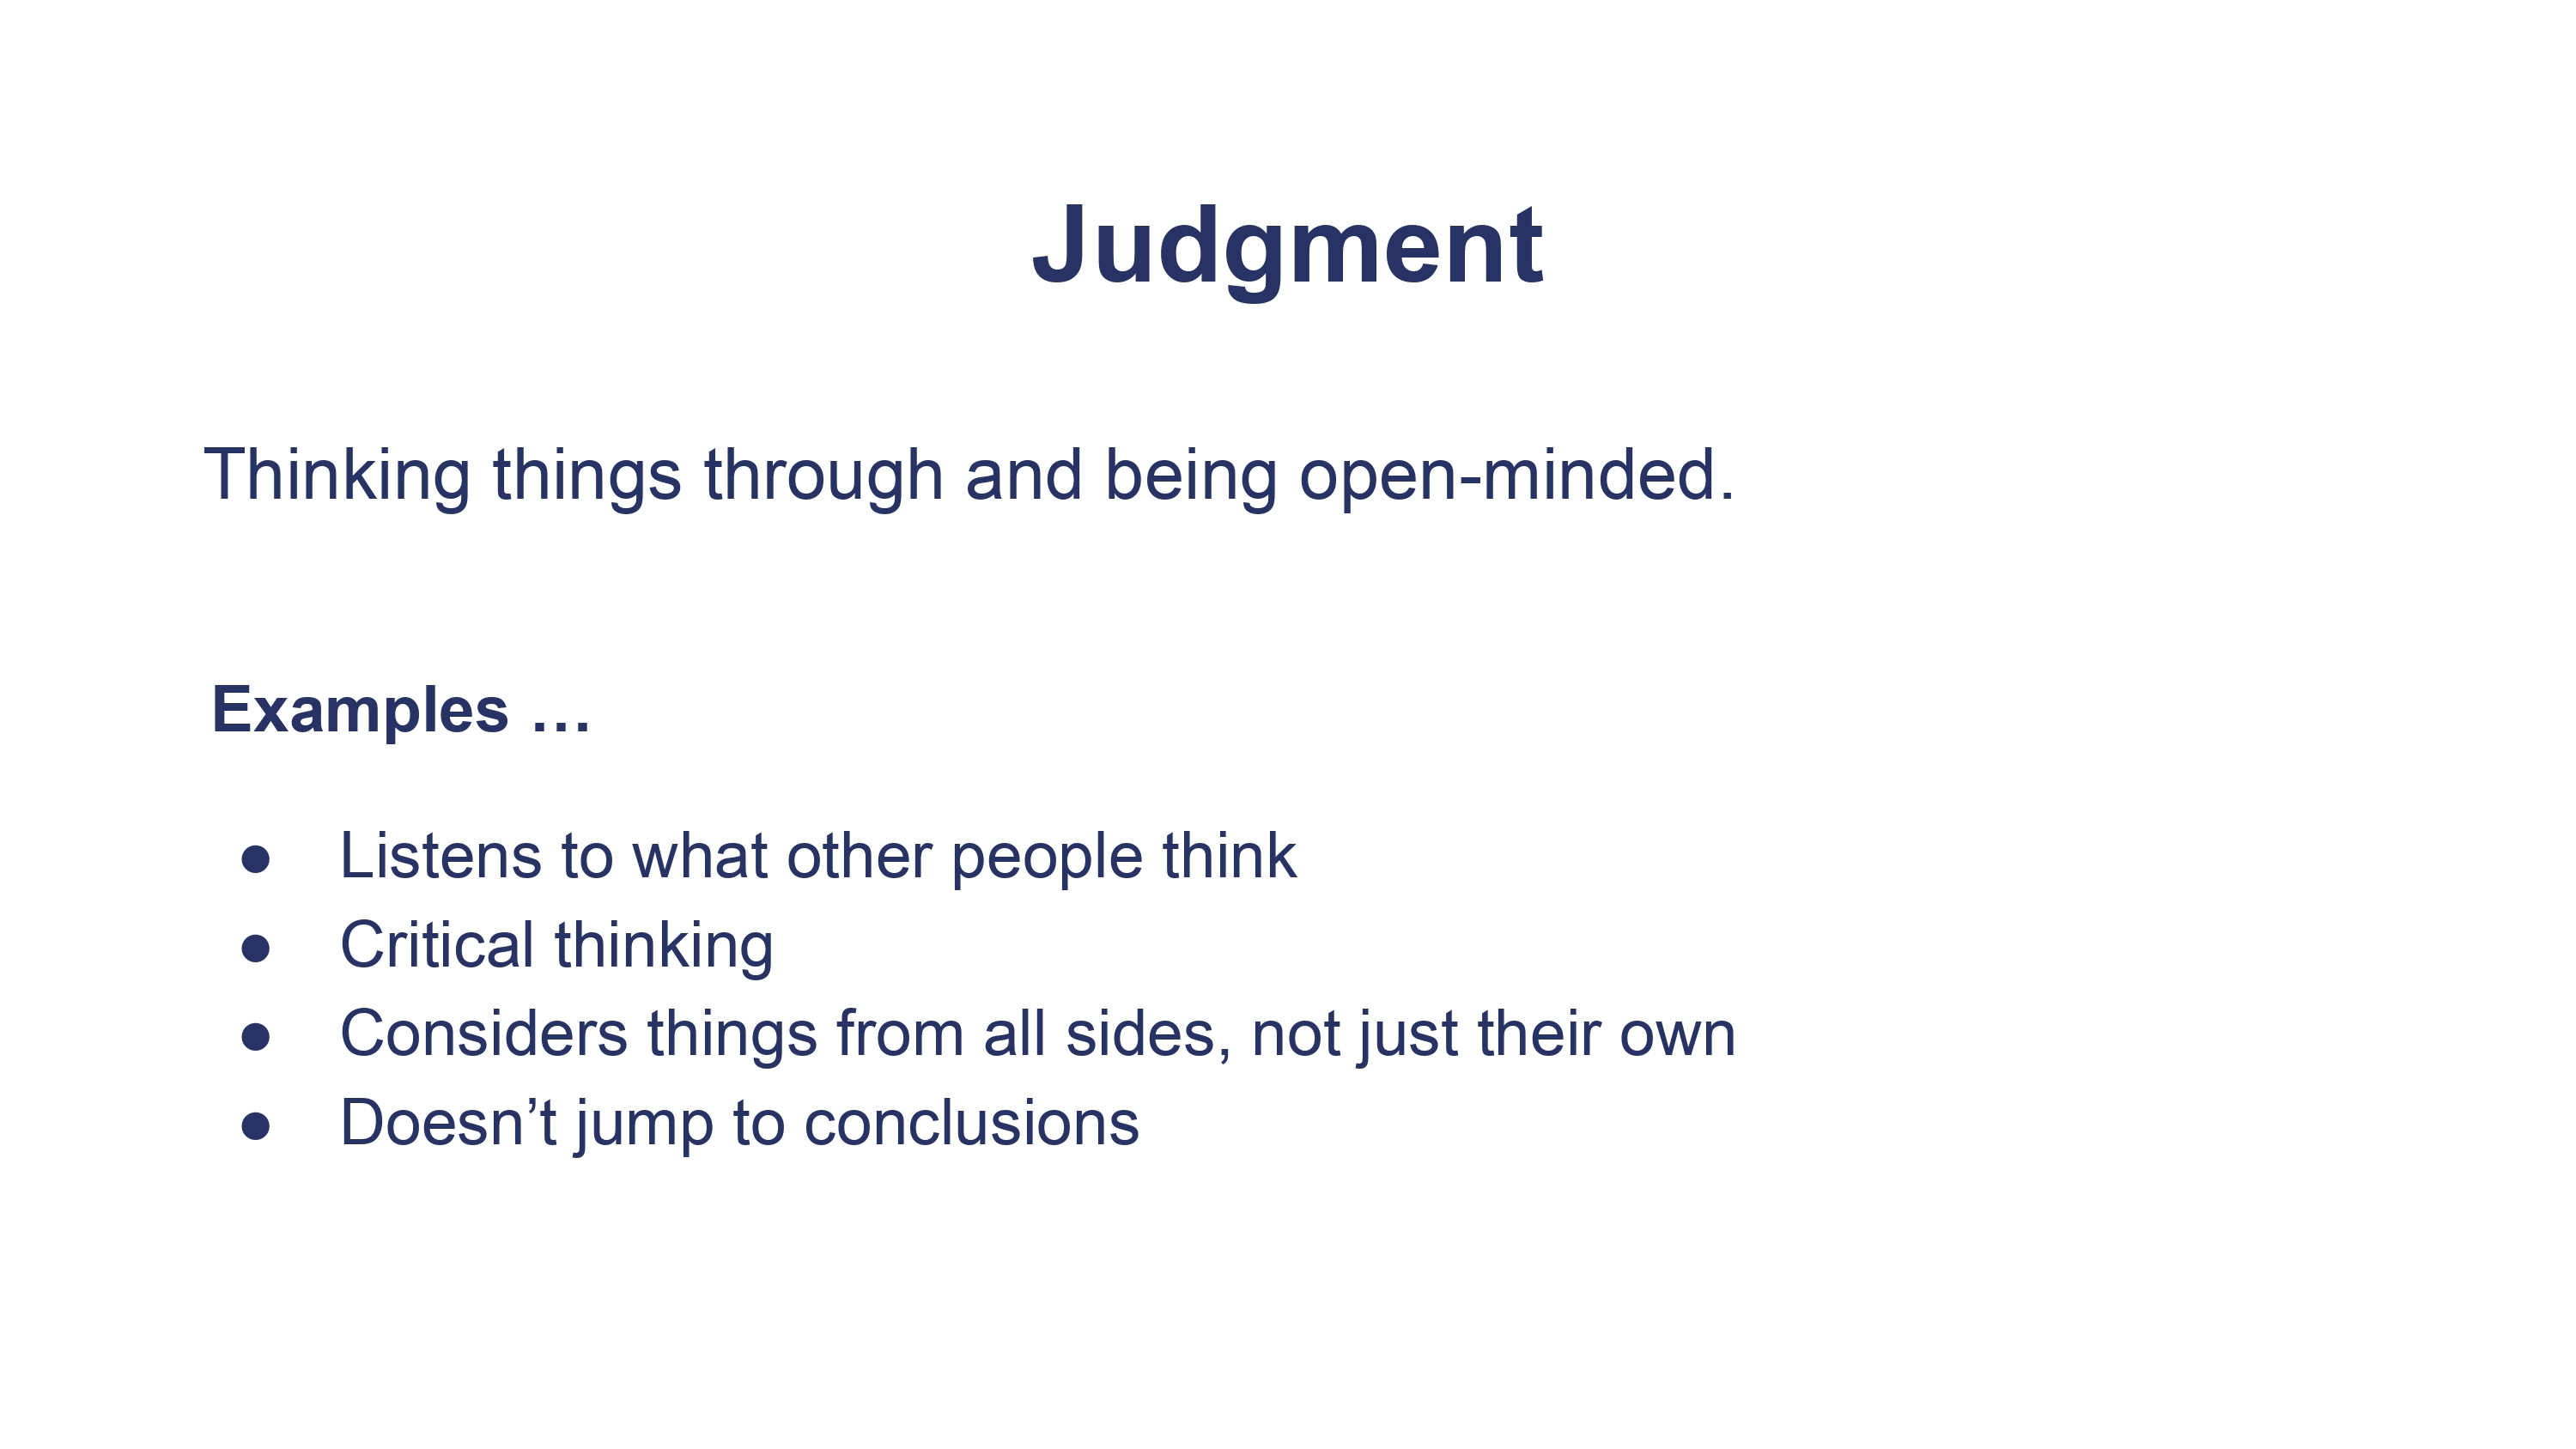 Judgment
Thinking things through and being open-minded.
Examples …
● Listens to what other people think
● Critical thinking
● Considers things from all sides, not just their own
● Doesn’t jump to conclusions